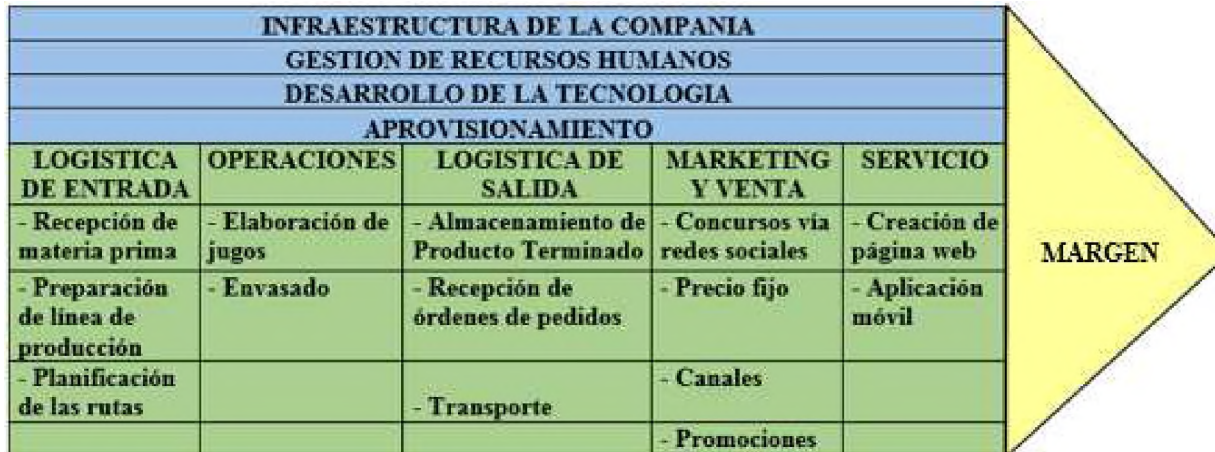 INFRAESTRUCTURA DE LA COMPANIA
GESTION DE RECURSOS HUMANOS
DESARROLLO DE LA TECNOLOGIA
APROVISIONAMIENTO
LOGISTICA
DE ENTRADA
OPERACIONES
LOGISTICA DE
SALIDA
MARKETING
Y VENTA
SERVICIO
- Recepción de
materia prima
- Elaboración de
jugos
- Almacenamiento de
Producto Terminado
- Concursos vía
redes sociales
- Creación de
página web
- Preparación
de línea de
producción
- Envasado
- Recepción de
órdenes de pedidos
- Precio fijo
- Aplicación
móvil
- Planificación
de las rutas
- Transporte
- Canales
- Promociones
MARGEN